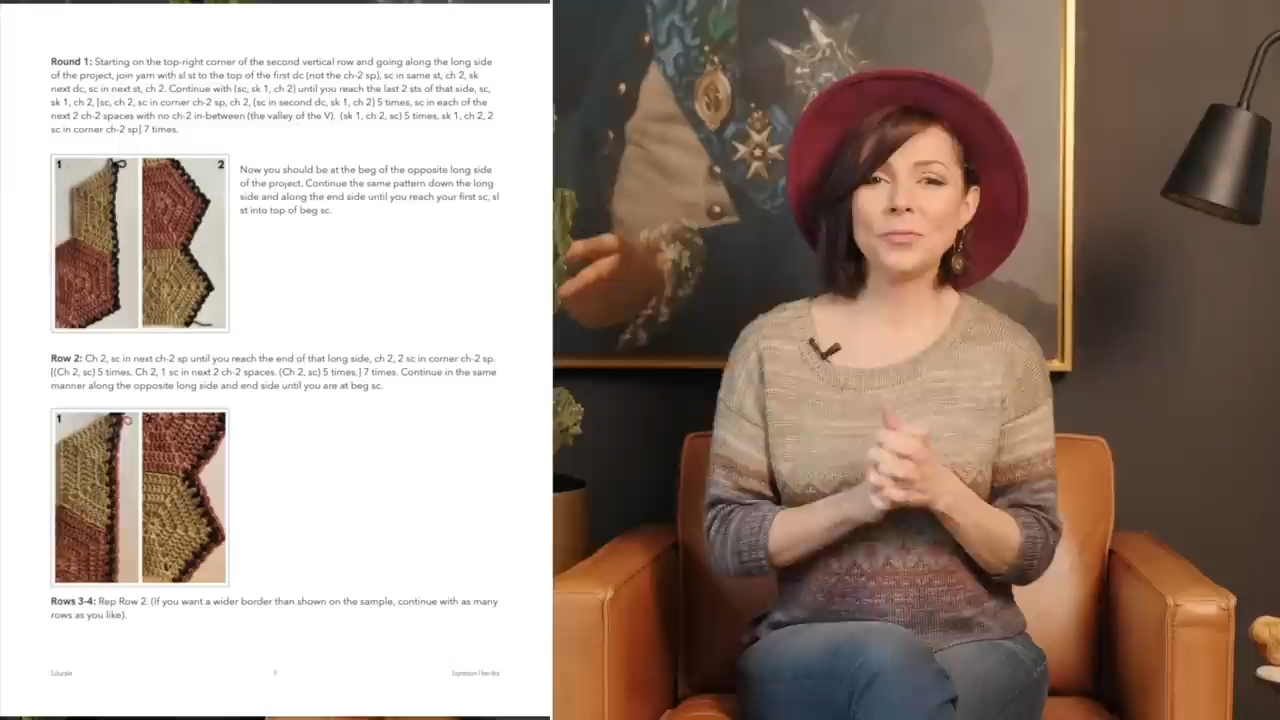 Round 1: Starting on the top-right corner of the second vertical row and going along the long side
of the project, join yarn with sl st to the top of the first dc (not the ch-2 sp), sc in same st, ch 2, sk
next dc, sc in next st, ch 2. Continue with (sc, sk 1, ch 2) until you reach the last 2 sts of that side, sc,
sk 1, ch 2, [sc, ch 2, sc in corner ch-2 sp, ch 2, (sc in second dc, sk 1, ch 2) 5 times, sc in each of the
next 2 ch-2 spaces with no ch-2 in-between (the valley of the V). (sk 1, ch 2, sc) 5 times, sk 1, ch 2, 2
sc in corner ch-2 sp] 7 times.
1
2
Now you should be at the beg of the opposite long side
of the project. Continue the same pattern down the long
side and along the end side until you reach your first sc, sl
st into top of beg sc.
Row 2: Ch 2, sc in next ch-2 sp until you reach the end of that long side, ch 2, 2 sc in corner ch-2 sp.
[(Ch 2, sc) 5 times. Ch 2, 1 sc in next 2 ch-2 spaces. (Ch 2, sc) 5 times.] 7 times. Continue in the same
manner along the opposite long side and end side until you are at beg sc.
1
Rows 3-4: Rep Row 2. (If you want a wider border than shown on the sample, continue with as many
rows as you like).
Expression Fiber Arts